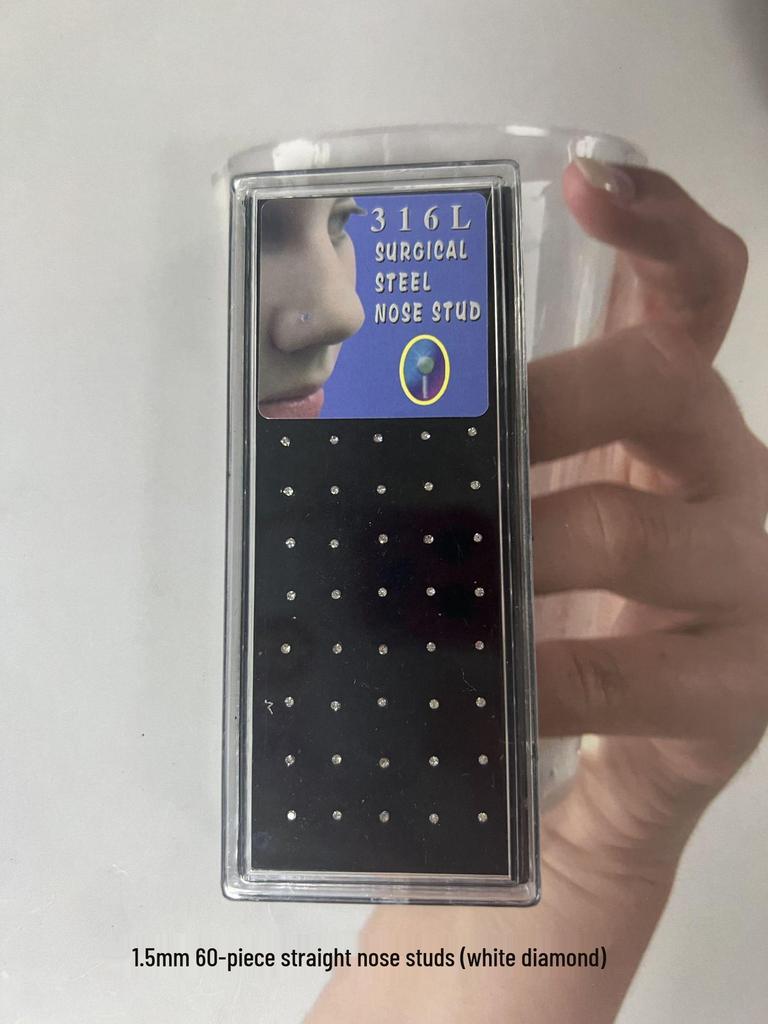 316L
SURGICAL
STEEL
NOSE STUD
1.5mm 60-piece straight nose studs (white diamond)